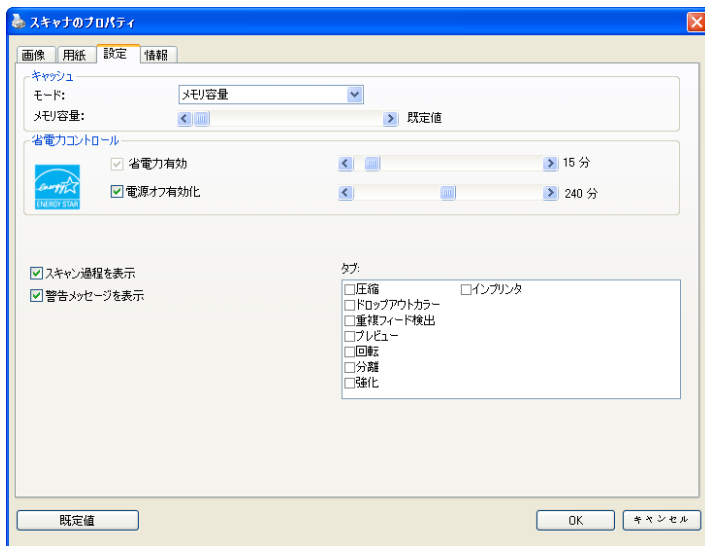 スキャナのプロパティ
画像 用紙 設定 情報
キャッシュ
モード: メモリ容量
メモリ容量: 既定値
省電力コントロール
省電力有効 15 分
電源オフ有効化 240 分
energy
ENERGY STAR
スキャン過程を表示
警告メッセージを表示
タブ:
圧縮 インプリンタ
ドロップアウトカラー
重複フィード検出
プレビュー
回転
分離
強化
既定値 OK キャンセル